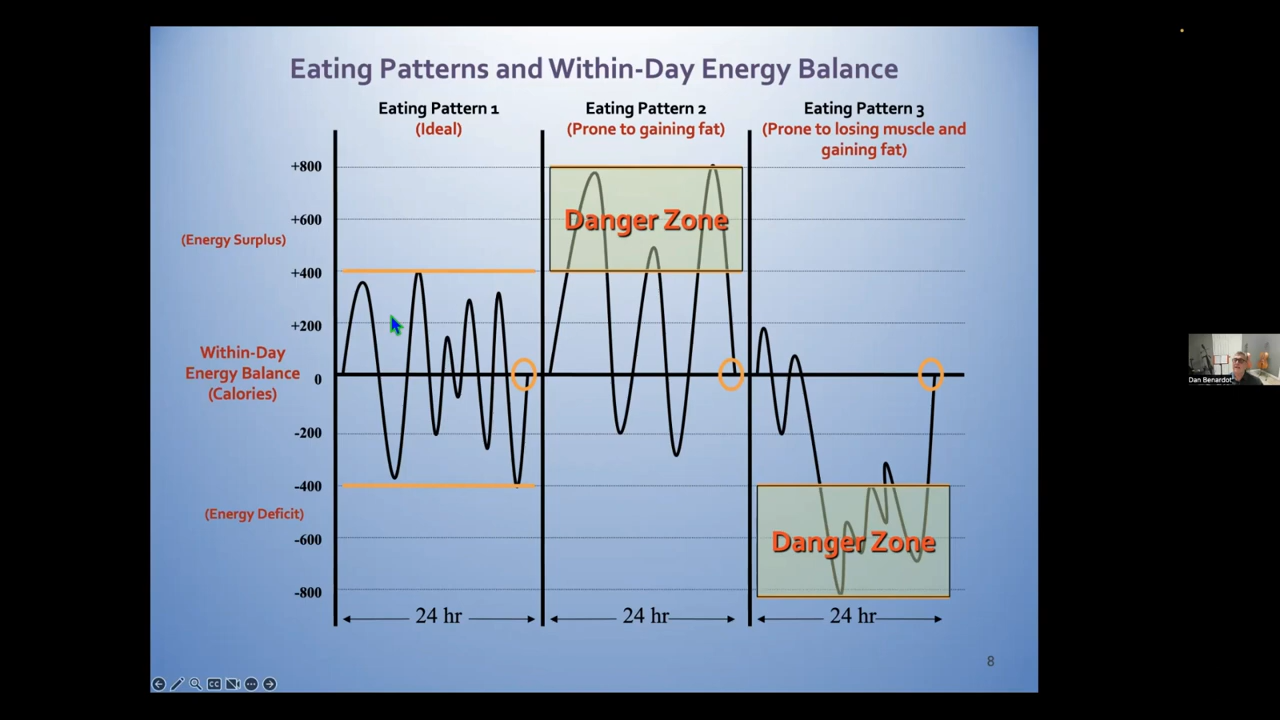 Eating Patterns and Within-Day Energy Balance
Eating Pattern 1
(Ideal)
Eating Pattern 2
(Prone to gaining fat)
Eating Pattern 3
(Prone to losing muscle and
gaining fat)
+800
+600
(Energy Surplus)
+400
+200
Within-Day
Energy Balance
(Calories)
0
-200
-400
(Energy Deficit)
-600
-800
Danger Zone
Danger Zone
24 hr
24 hr
24 hr
8
CC
Dan Benardot